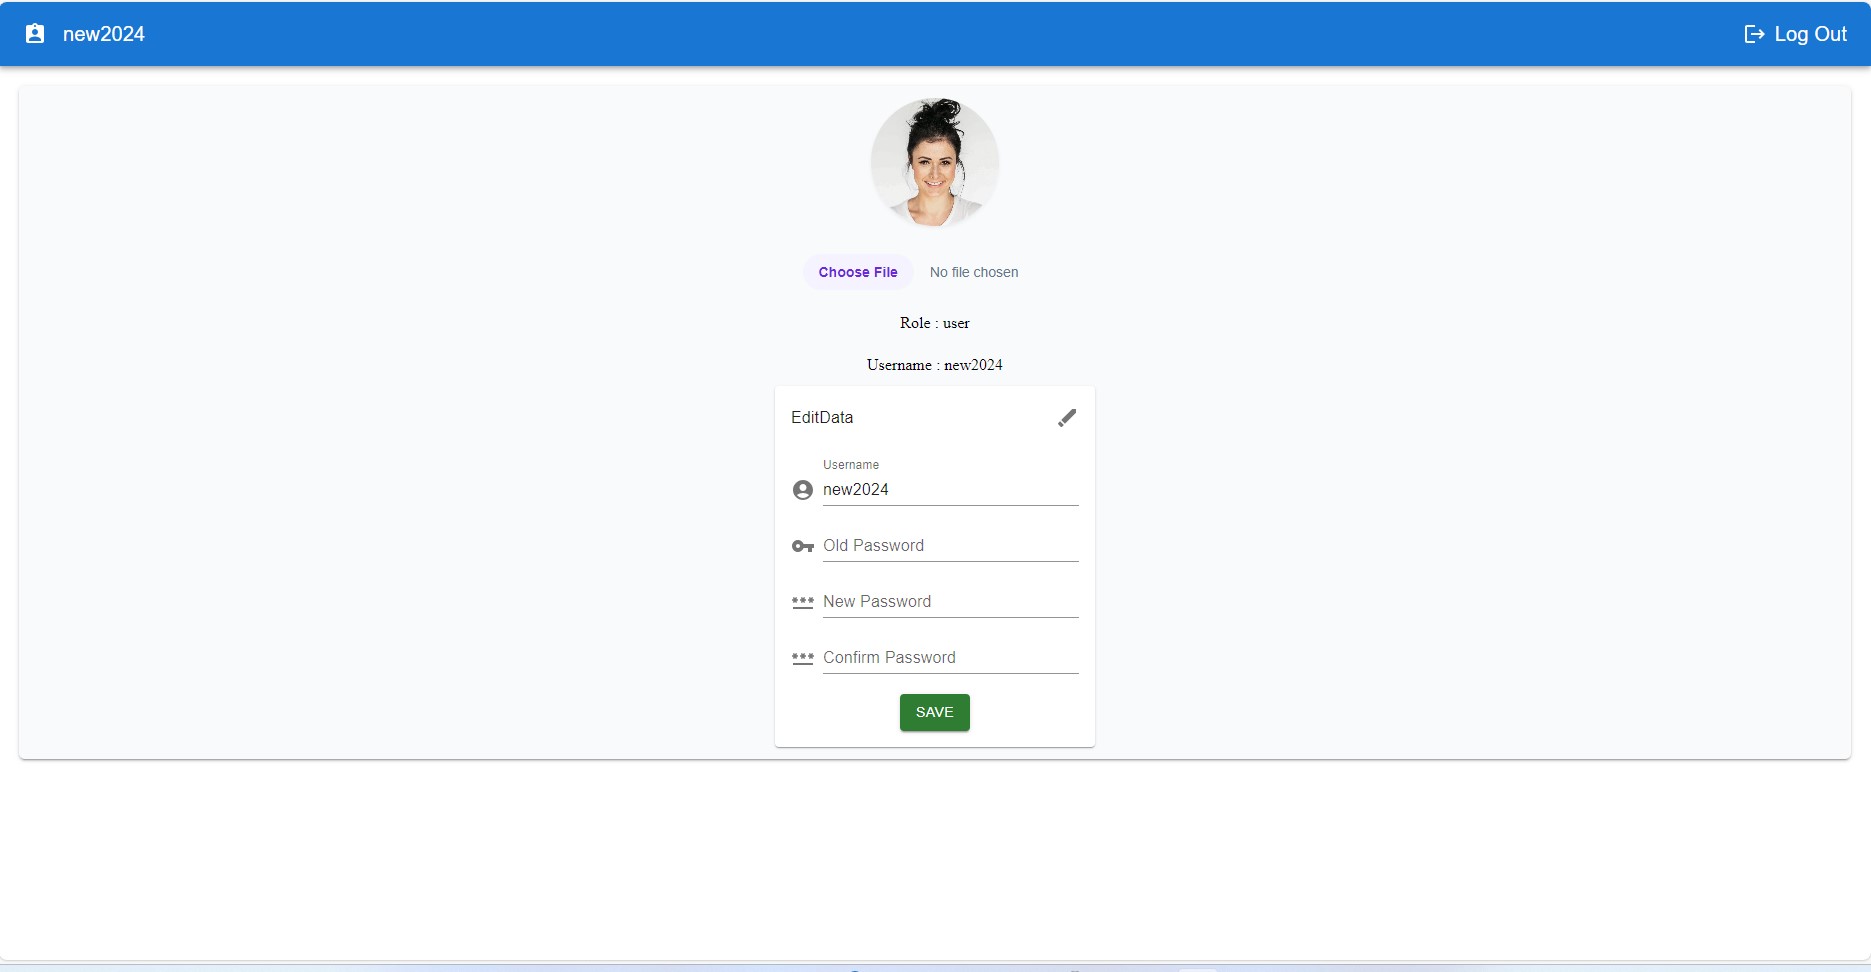 new2024
Log Out
Choose File No file chosen
Role : user
Username : new2024
EditData
Username
new2024
Old Password
New Password
Confirm Password
SAVE